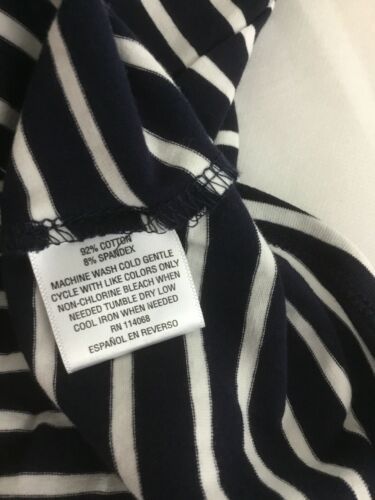 92% COTTON
8% SPANDEX
MACHINE WASH COLD GENTLE
CYCLE WITH LIKE COLORS ONLY
NON-CHLORINE BLEACH WHEN
NEEDED TUMBLE DRY LOW
COOL IRON WHEN NEEDED
RN 114068
ESPAÑOL EN REVERSO